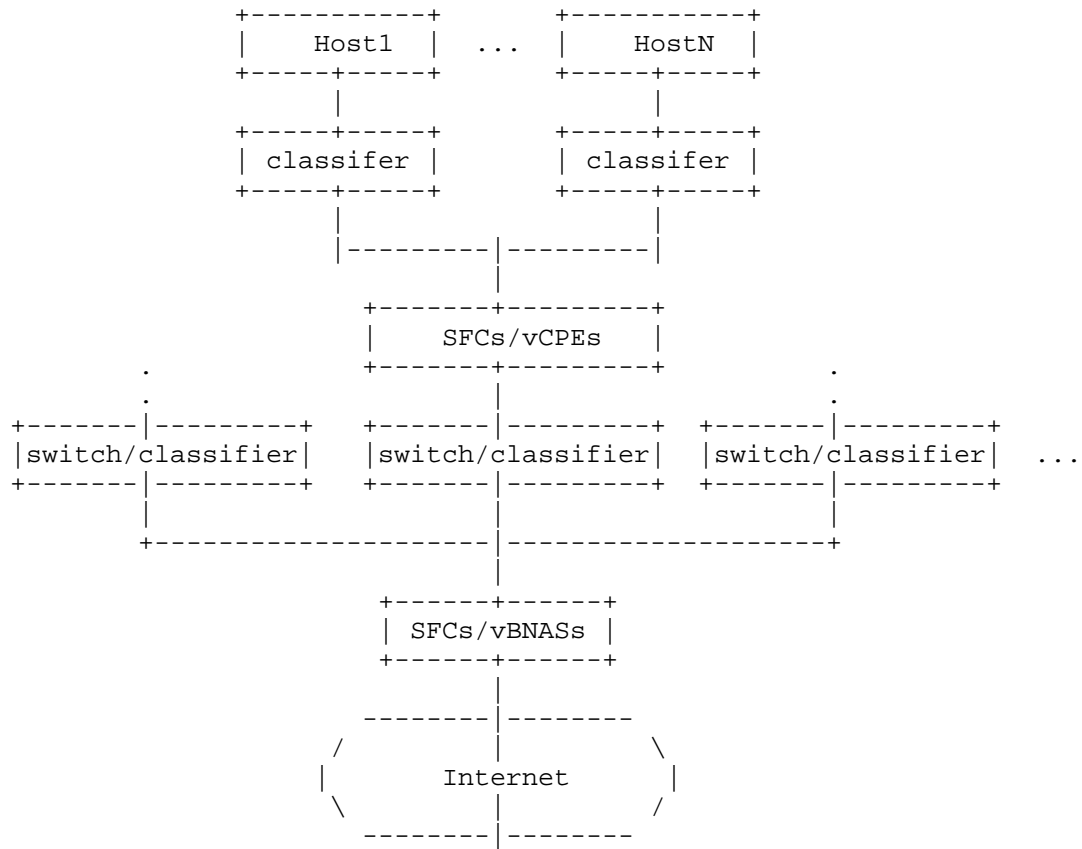 Host1 ... HostN
classifer classifer
SFCs/vCPEs
. .
. .
switch/classifier switch/classifier switch/classifier ...
SFCs/vBNASs
Internet